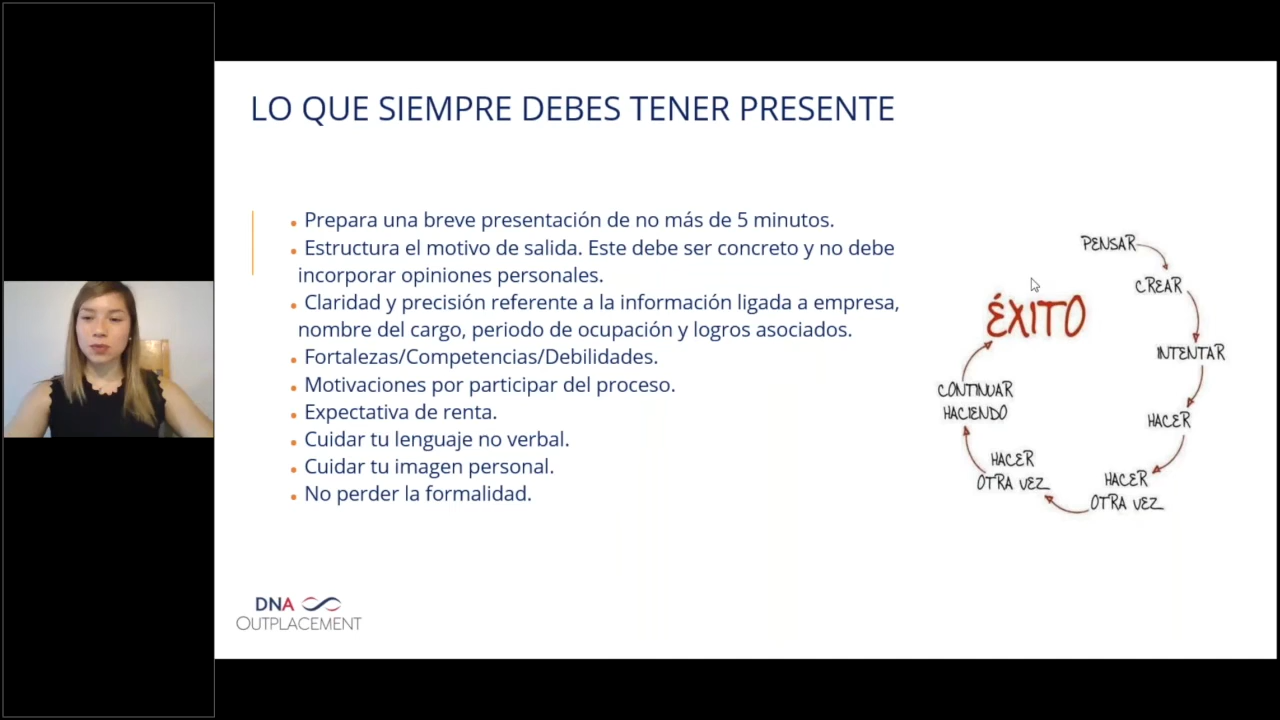 LO QUE SIEMPRE DEBES TENER PRESENTE
• Prepara una breve presentación de no más de 5 minutos.
• Estructura el motivo de salida. Este debe ser concreto y no debe
incorporar opiniones personales.
• Claridad y precisión referente a la información ligada a empresa,
nombre del cargo, periodo de ocupación y logros asociados.
• Fortalezas/Competencias/Debilidades.
• Motivaciones por participar del proceso.
• Expectativa de renta.
• Cuidar tu lenguaje no verbal.
• Cuidar tu imagen personal.
• No perder la formalidad.
PENSAR
CREAR
INTENTAR
HACER
HACER
OTRA VEZ
HACER
OTRA VEZ
CONTINUAR
HACIENDO
ÉXITO
DNA
OUTPLACEMENT